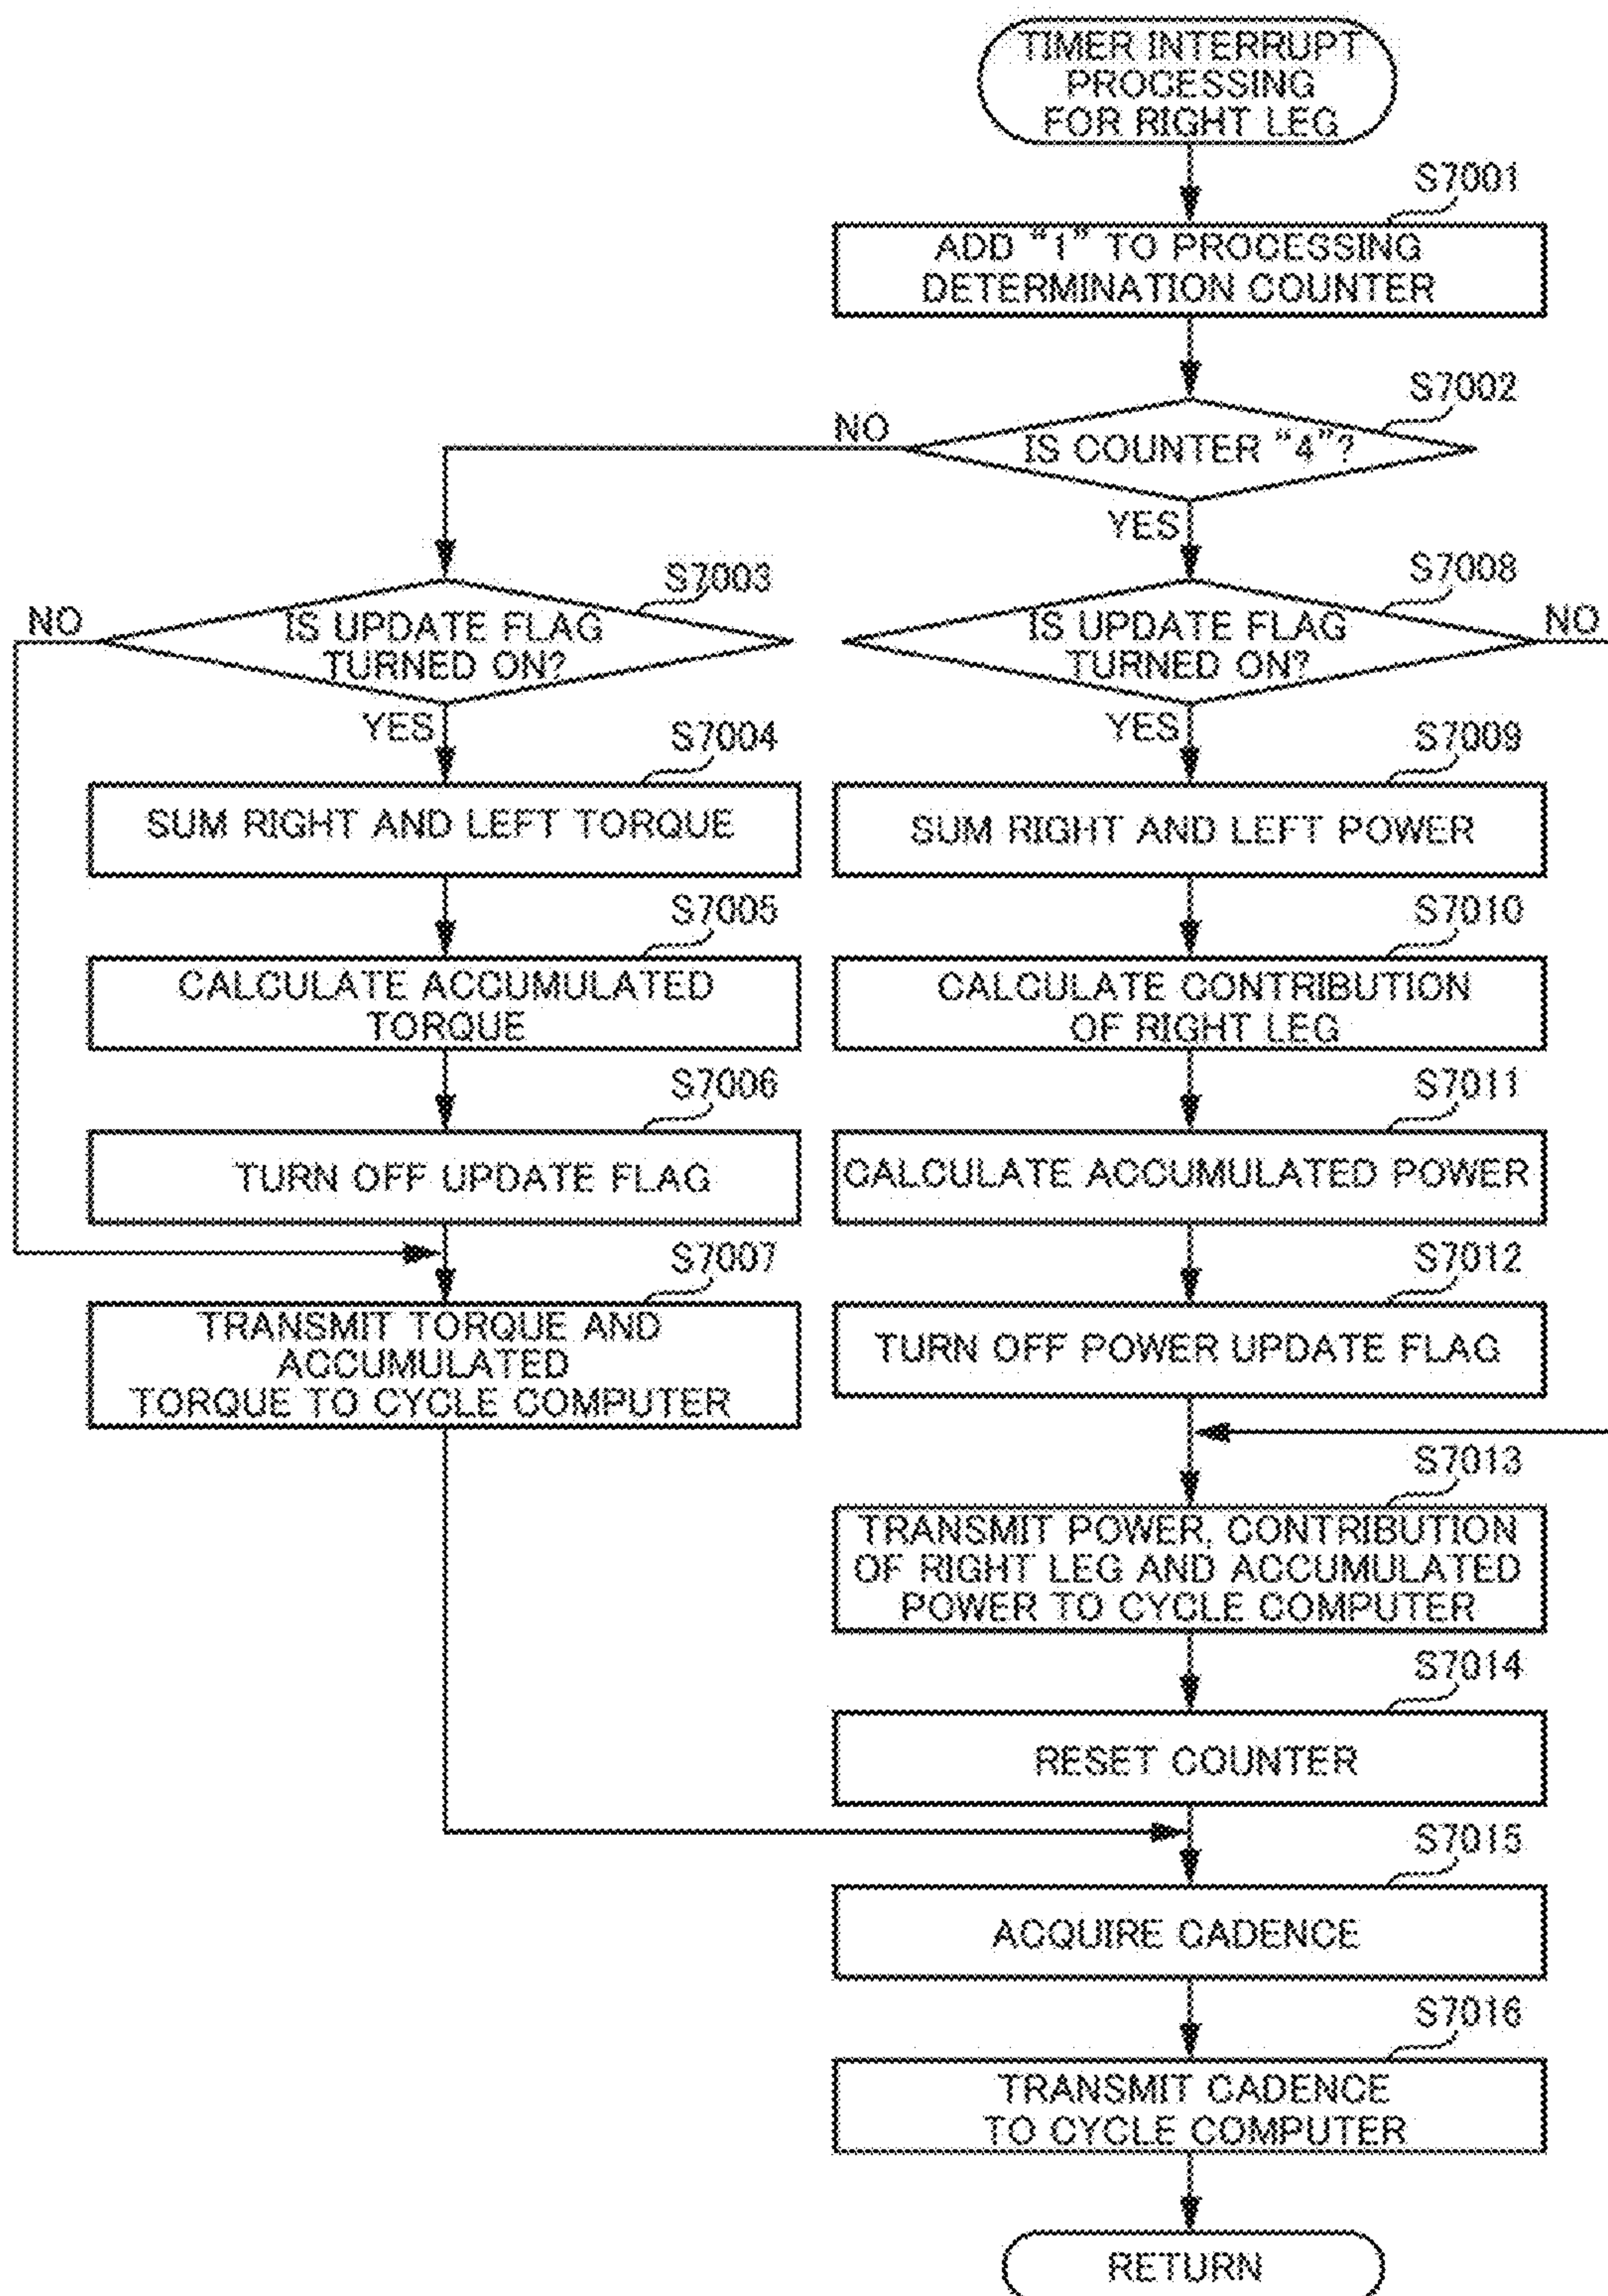 TIMER INTERRUPT
PROCESSING
FOR RIGHT LEG
S7001
ADD "1" TO PROCESSING
DETERMINATION COUNTER
S7002
NO
IS COUNTER "4"?
YES
S7003
NO
IS UPDATE FLAG
TURNED ON?
YES
S7004
SUM RIGHT AND LEFT TORQUE
S7005
CALCULATE ACCUMULATED
TORQUE
S7006
TURN OFF UPDATE FLAG
S7007
TRANSMIT TORQUE AND
ACCUMULATED
TORQUE TO CYCLE COMPUTER
S7008
NO
IS UPDATE FLAG
TURNED ON?
YES
S7009
SUM RIGHT AND LEFT POWER
S7010
CALCULATE CONTRIBUTION
OF RIGHT LEG
S7011
CALCULATE ACCUMULATED POWER
S7012
TURN OFF POWER UPDATE FLAG
S7013
TRANSMIT POWER, CONTRIBUTION
OF RIGHT LEG AND ACCUMULATED
POWER TO CYCLE COMPUTER
S7014
RESET COUNTER
S7015
ACQUIRE CADENCE
S7016
TRANSMIT CADENCE
TO CYCLE COMPUTER
RETURN